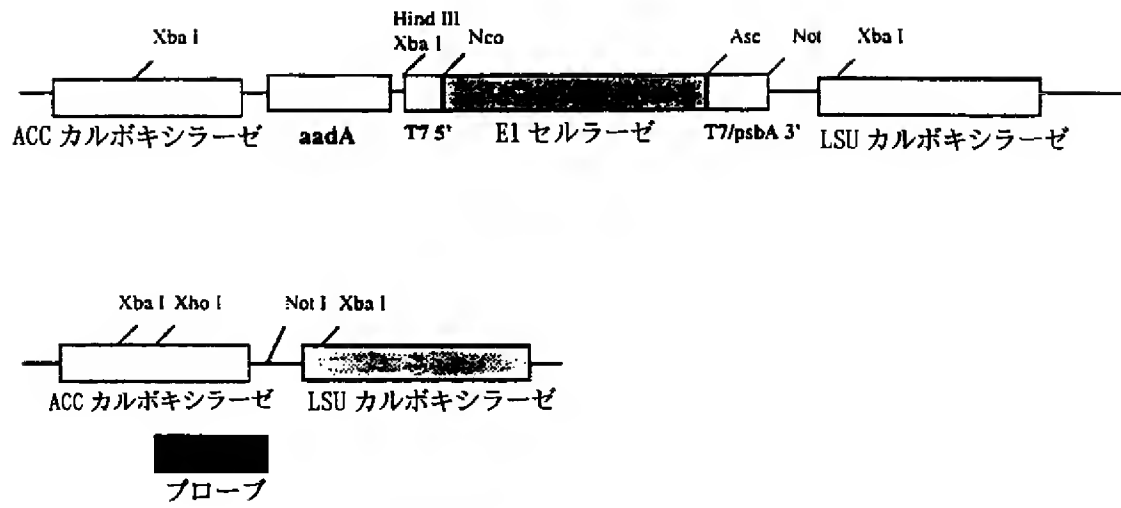 Hind III
Xba I Xba I Nco Asc Not Xba I
ACC カルボキシラーゼ aadA T7 5' E1 セルラーゼ T7/psbA 3' LSU カルボキシラーゼ
Xba I Xho I Not I Xba I
ACC カルボキシラーゼ LSU カルボキシラーゼ
プローブ